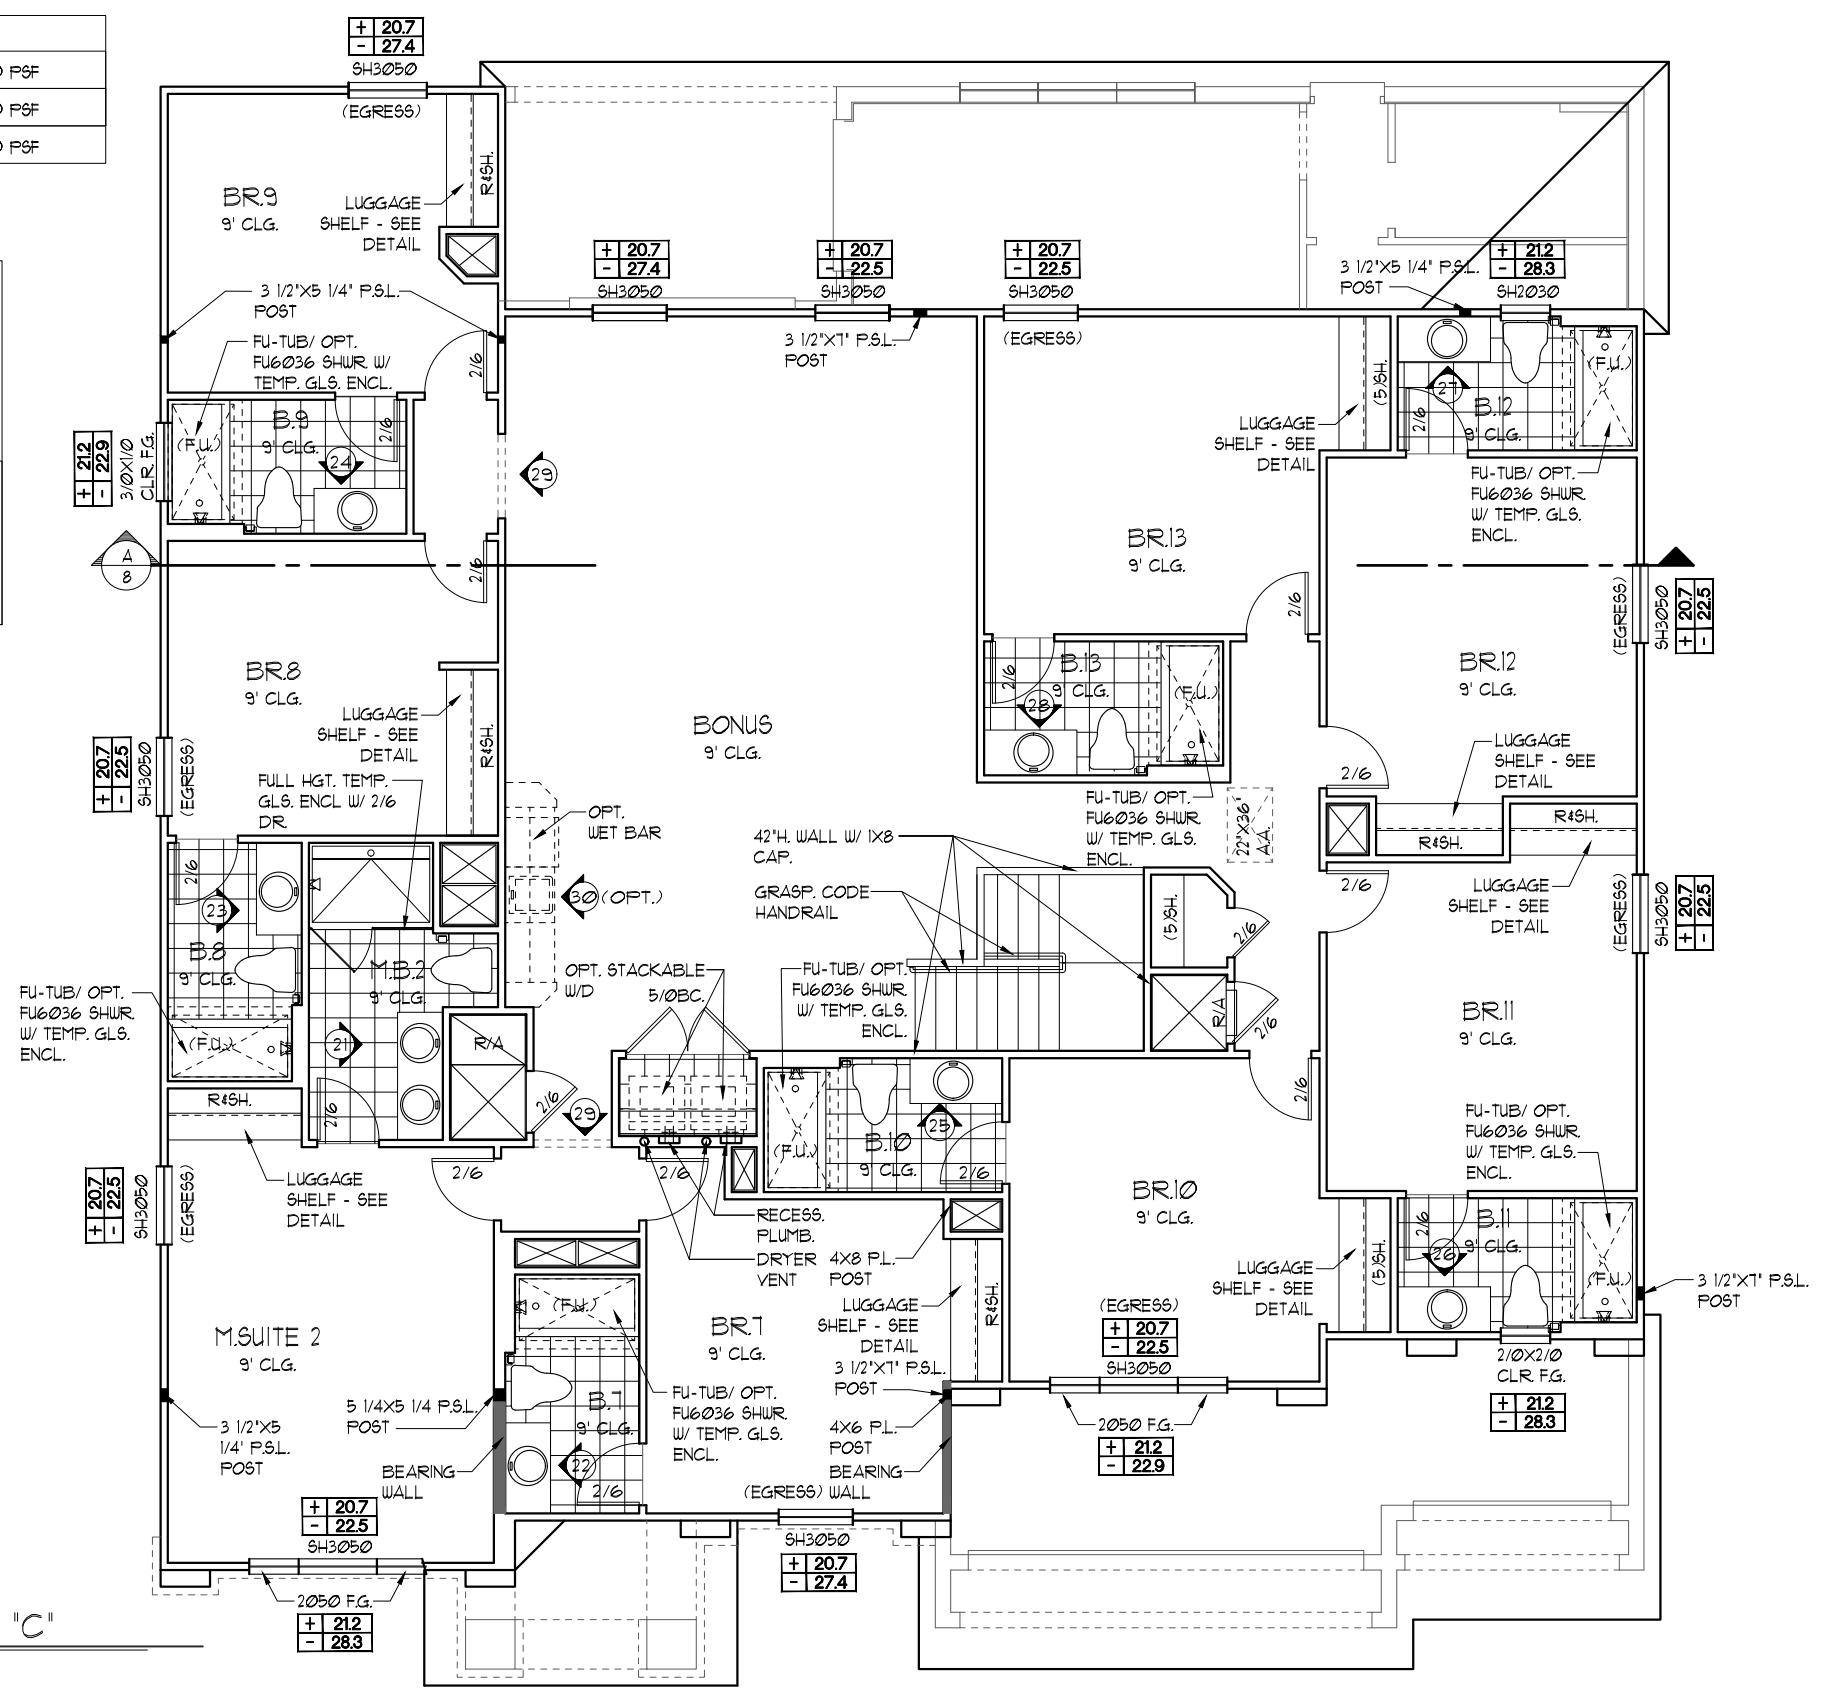 PSF
PSF
PSF
+ 20.7
- 27.4
SH3050
(EGRESS)
BR.9
9' CLG.
LUGGAGE
SHELF - SEE
DETAIL
R&SH.
3 1/2"X5 1/4" P.S.L.
POST
FU-TUB/ OPT.
FU6036 SHWR W/
TEMP. GLS. ENCL.
2/6
+ 21.2
- 22.9
3/0X1/0
CLR. F.G.
(F.U.)
B.9
9' CLG.
24
2/6
29
A
8
2/6
+ 20.7
- 27.4
SH3050
+ 20.7
- 22.5
SH3050
3 1/2"X7" P.S.L.
POST
+ 20.7
- 22.5
SH3050
(EGRESS)
3 1/2"X5 1/4" P.S.L.
POST
+ 21.2
- 28.3
SH2030
(5)SH.
LUGGAGE
SHELF - SEE
DETAIL
27
2/6
B.12
9' CLG.
(F.U.)
FU-TUB/ OPT.
FU6036 SHWR.
W/ TEMP. GLS.
ENCL.
BR.13
9' CLG.
2/6
(EGRESS)
SH3050
+ 20.7
- 22.5
BR.12
9' CLG.
BR.8
9' CLG.
LUGGAGE
SHELF - SEE
DETAIL
R&SH.
+ 20.7
- 22.5
SH3050
(EGRESS)
FULL HGT. TEMP.
GLS. ENCL W/ 2/6
DR.
BONUS
9' CLG.
2/6
B.13
9' CLG.
28
(F.U.)
FU-TUB/ OPT.
FU6036 SHWR.
W/ TEMP. GLS.
ENCL.
22"X36"
A.A.
2/6
LUGGAGE
SHELF - SEE
DETAIL
R&SH.
R&SH.
OPT.
WET BAR
30 (OPT.)
42"H. WALL W/ 1X8
CAP.
GRASP. CODE
HANDRAIL
(5)SH.
2/6
2/6
LUGGAGE
SHELF - SEE
DETAIL
(EGRESS)
SH3050
+ 20.7
- 22.5
2/6
23
B.8
9' CLG.
M.B.2
9' CLG.
FU-TUB/ OPT.
FU6036 SHWR.
W/ TEMP. GLS.
ENCL.
(F.U.)
21
R/A
2/6
2/6
OPT. STACKABLE
W/D
5/0BC.
FU-TUB/ OPT.
FU6036 SHWR.
W/ TEMP. GLS.
ENCL.
R/A
2/6
BR.11
9' CLG.
2/6
R&SH.
LUGGAGE
SHELF - SEE
DETAIL
29
(F.U.)
B.10
9' CLG.
25
2/6
FU-TUB/ OPT.
FU6036 SHWR.
W/ TEMP. GLS.
ENCL.
+ 20.7
- 22.5
SH3050
(EGRESS)
2/6
2/6
RECESS.
PLUMB.
DRYER
VENT
4X8 P.L.
POST
BR.10
9' CLG.
2/6
B.11
9' CLG.
26
(F.U.)
3 1/2"X7" P.S.L.
POST
LUGGAGE
SHELF - SEE
DETAIL
(5)SH.
M.SUITE 2
9' CLG.
(F.U.)
BR.7
9' CLG.
LUGGAGE
SHELF - SEE
DETAIL
R&SH.
3 1/2"X7" P.S.L.
POST
(EGRESS)
+ 20.7
- 22.5
SH3050
2/0X2/0
CLR. F.G.
+ 21.2
- 28.3
3 1/2"X5
1/4' P.S.L.
POST
5 1/4X5 1/4 P.S.L.
POST
BEARING
WALL
B.7
9' CLG.
22
2/6
FU-TUB/ OPT.
FU6036 SHWR.
W/ TEMP. GLS.
ENCL.
4X6 P.L.
POST
BEARING
WALL
(EGRESS)
2050 F.G.
+ 21.2
- 22.9
+ 20.7
- 22.5
SH3050
SH3050
+ 20.7
- 27.4
2050 F.G.
+ 21.2
- 28.3
"C"